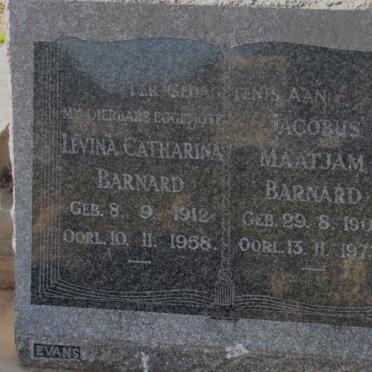 TER GEDAGTENIS AAN
MY DIERBARE EGGENOTE
LEVINA CATHARINA
BARNARD
GEB. 8. 9. 1912
OORL. 10. 11. 1968.
JACOBUS
MAATJAM
BARNARD
GEB. 29. 8. 190
OORL. 13. 11. 197
EVANS